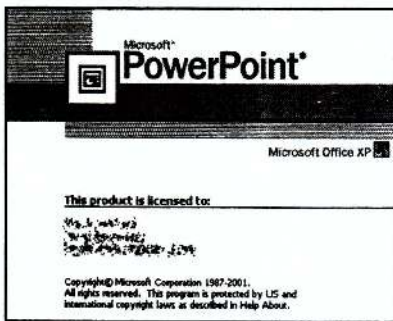 Microsoft®
PowerPoint®
Microsoft Office XP
This product is licensed to:
Copyright© Microsoft Corporation 1987-2001.
All rights reserved. This program is protected by US and
international copyright laws as described in Help About.